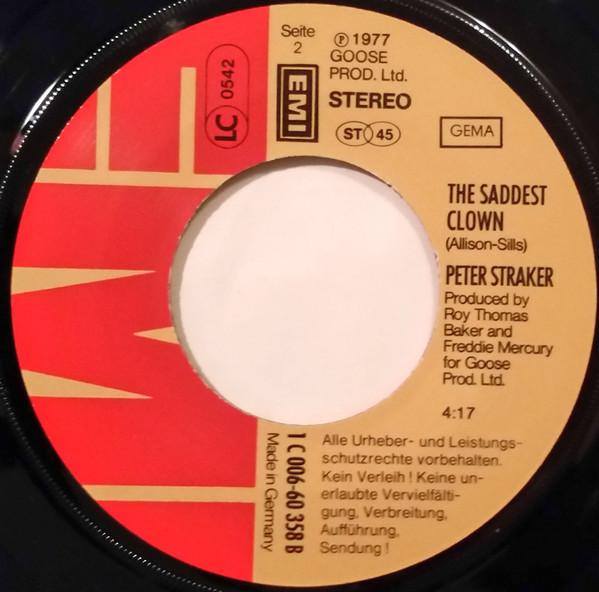 Seite
2
℗ 1977
GOOSE
PROD. Ltd.
LC 0542
EMI
STEREO
ST 45
GEMA
THE SADDEST
CLOWN
(Allison-Sills)
PETER STRAKER
Produced by
Roy Thomas
Baker and
Freddie Mercury
for Goose
Prod. Ltd.
4:17
1 C 006-60 358 B
Made in Germany
Alle Urheber- und Leistungs-
schutzrechte vorbehalten.
Kein Verleih! Keine un-
erlaubte Vervielfälti-
gung, Verbreitung,
Aufführung,
Sendung!
EMI